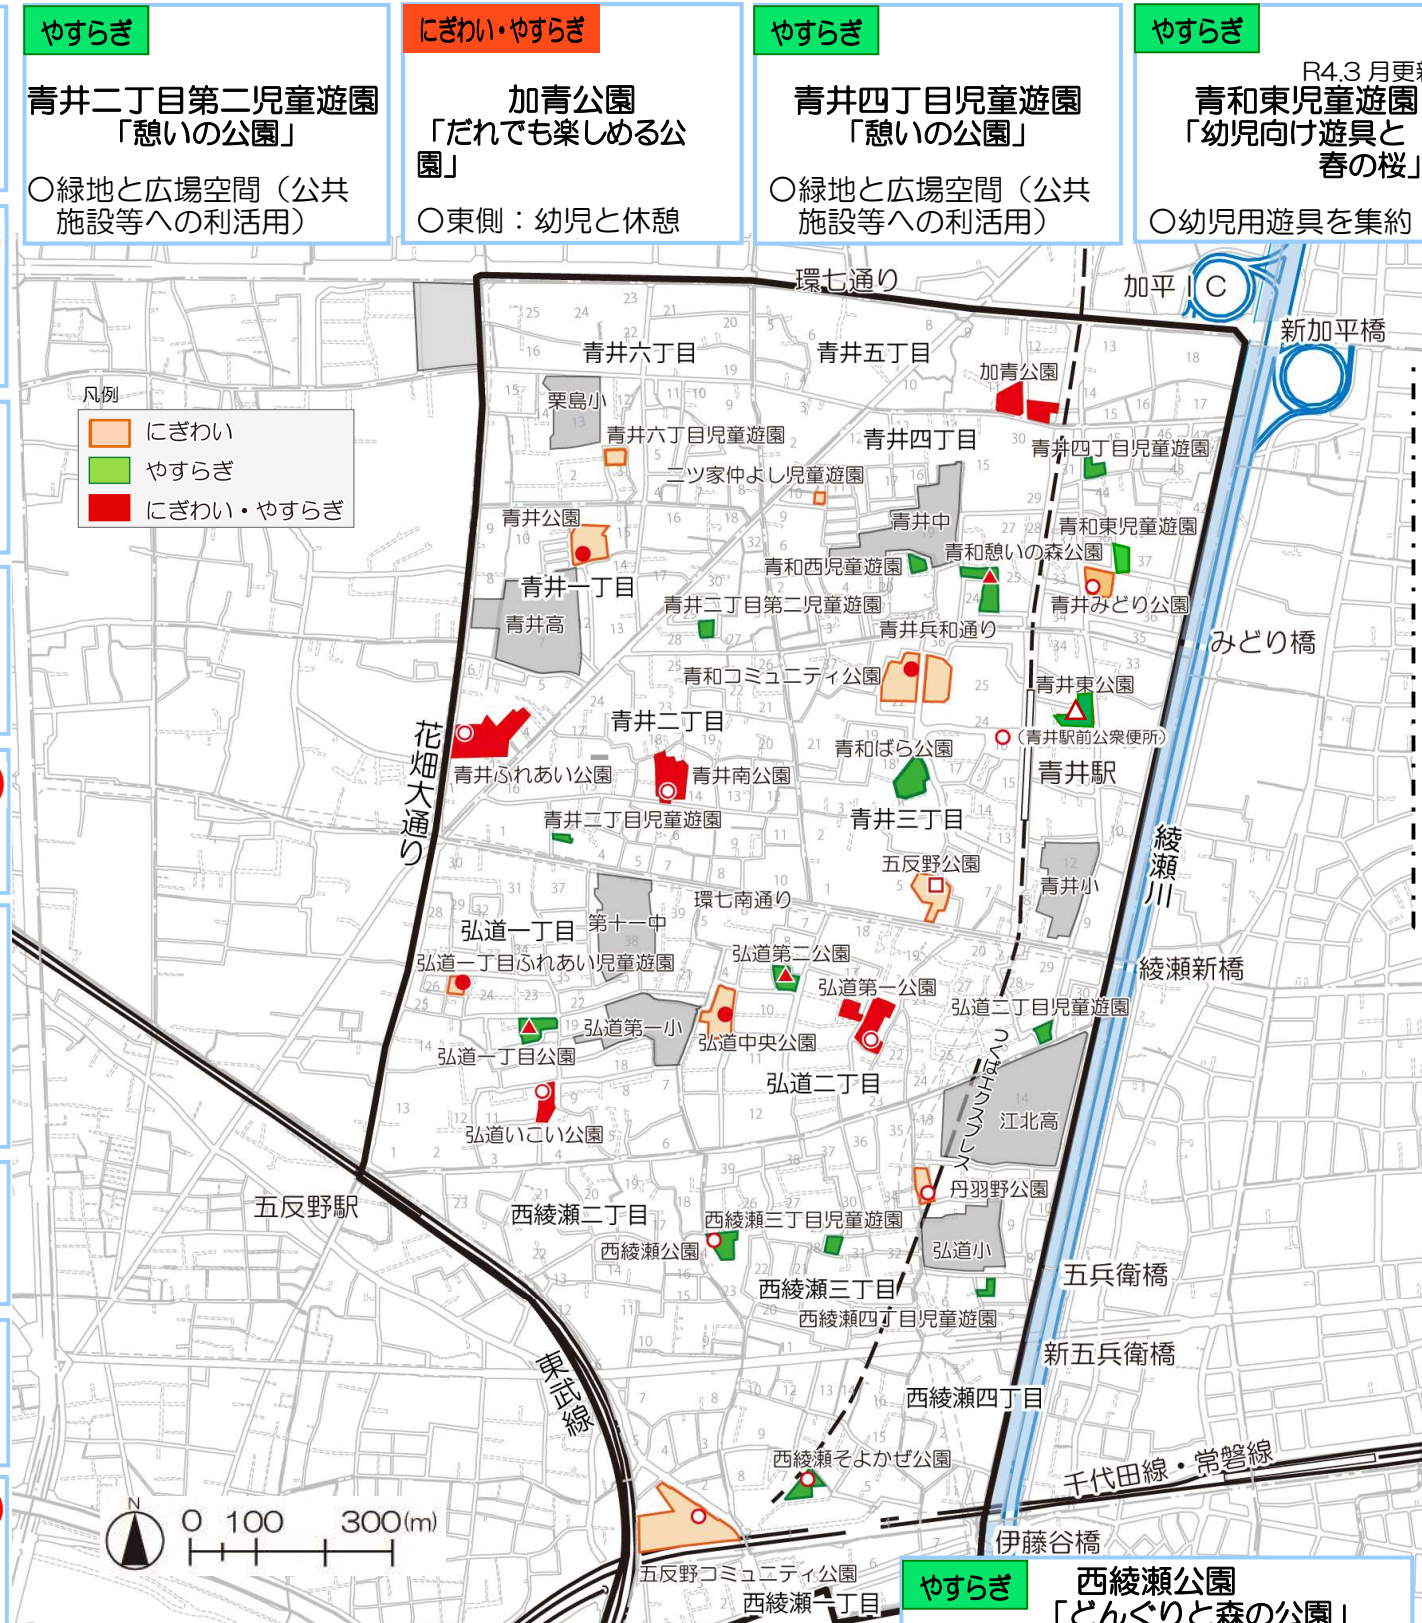 やすらぎ
青井二丁目第二児童遊園
「憩いの公園」
○緑地と広場空間（公共
施設等への利活用）
にぎわい・やすらぎ
加青公園
「だれでも楽しめる公
園」
○東側：幼児と休憩
やすらぎ
青井四丁目児童遊園
「憩いの公園」
○緑地と広場空間（公共
施設等への利活用）
やすらぎ
R4.3 月更新
青和東児童遊園
「幼児向け遊具と
春の桜」
○幼児用遊具を集約
環七通り
加平IC
新加平橋
青井六丁目
青井五丁目
加青公園
凡例
にぎわい
やすらぎ
にぎわい・やすらぎ
栗島小
青井六丁目児童遊園
青井四丁目
青井四丁目児童遊園
二ツ家仲よし児童遊園
青井公園
青井中
青和東児童遊園
青和憩いの森公園
青和西児童遊園
青井一丁目
青井二丁目第二児童遊園
青井みどり公園
青井高
青井兵和通り
みどり橋
青和コミュニティ公園
青井東公園
花畑大通り
青井二丁目
（青井駅前公衆便所）
青和ばら公園
青井駅
青井ふれあい公園
青井南公園
青井二丁目児童遊園
青井三丁目
綾瀬川
五反野公園
青井小
環七南通り
第十一中
弘道一丁目
弘道一丁目ふれあい児童遊園
弘道第二公園
綾瀬新橋
弘道第一公園
弘道二丁目児童遊園
弘道第一小
弘道中央公園
弘道一丁目公園
つくばエクスプレス
弘道二丁目
江北高
弘道いこい公園
丹羽野公園
五反野駅
西綾瀬二丁目
西綾瀬三丁目児童遊園
西綾瀬公園
弘道小
五兵衛橋
西綾瀬三丁目
西綾瀬四丁目児童遊園
新五兵衛橋
東武線
西綾瀬四丁目
西綾瀬そよかぜ公園
千代田線・常磐線
N
0 100 300(m)
伊藤谷橋
五反野コミュニティ公園
西綾瀬一丁目
やすらぎ
西綾瀬公園
「どんぐりと森の公園」